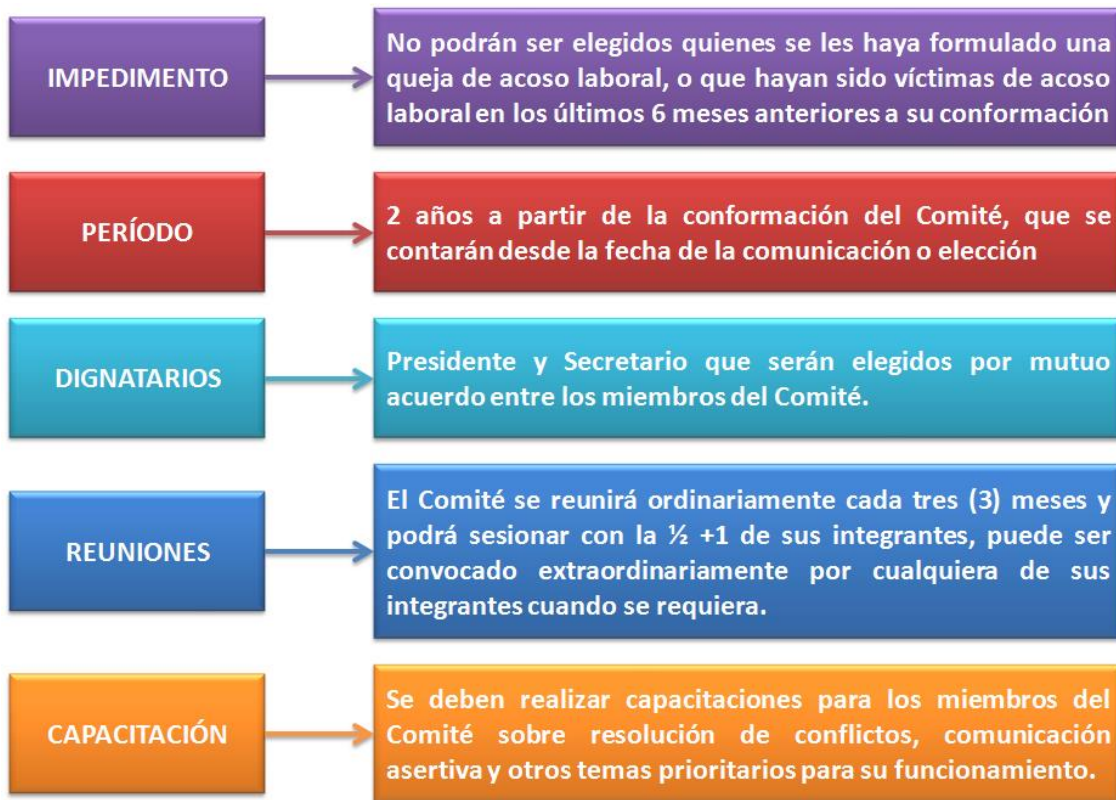 IMPEDIMENTO
No podrán ser elegidos quienes se les haya formulado una
queja de acoso laboral, o que hayan sido víctimas de acoso
laboral en los últimos 6 meses anteriores a su conformación
PERÍODO
2 años a partir de la conformación del Comité, que se
contarán desde la fecha de la comunicación o elección
DIGNATARIOS
Presidente y Secretario que serán elegidos por mutuo
acuerdo entre los miembros del Comité.
REUNIONES
El Comité se reunirá ordinariamente cada tres (3) meses y
podrá sesionar con la ½ +1 de sus integrantes, puede ser
convocado extraordinariamente por cualquiera de sus
integrantes cuando se requiera.
CAPACITACIÓN
Se deben realizar capacitaciones para los miembros del
Comité sobre resolución de conflictos, comunicación
asertiva y otros temas prioritarios para su funcionamiento.